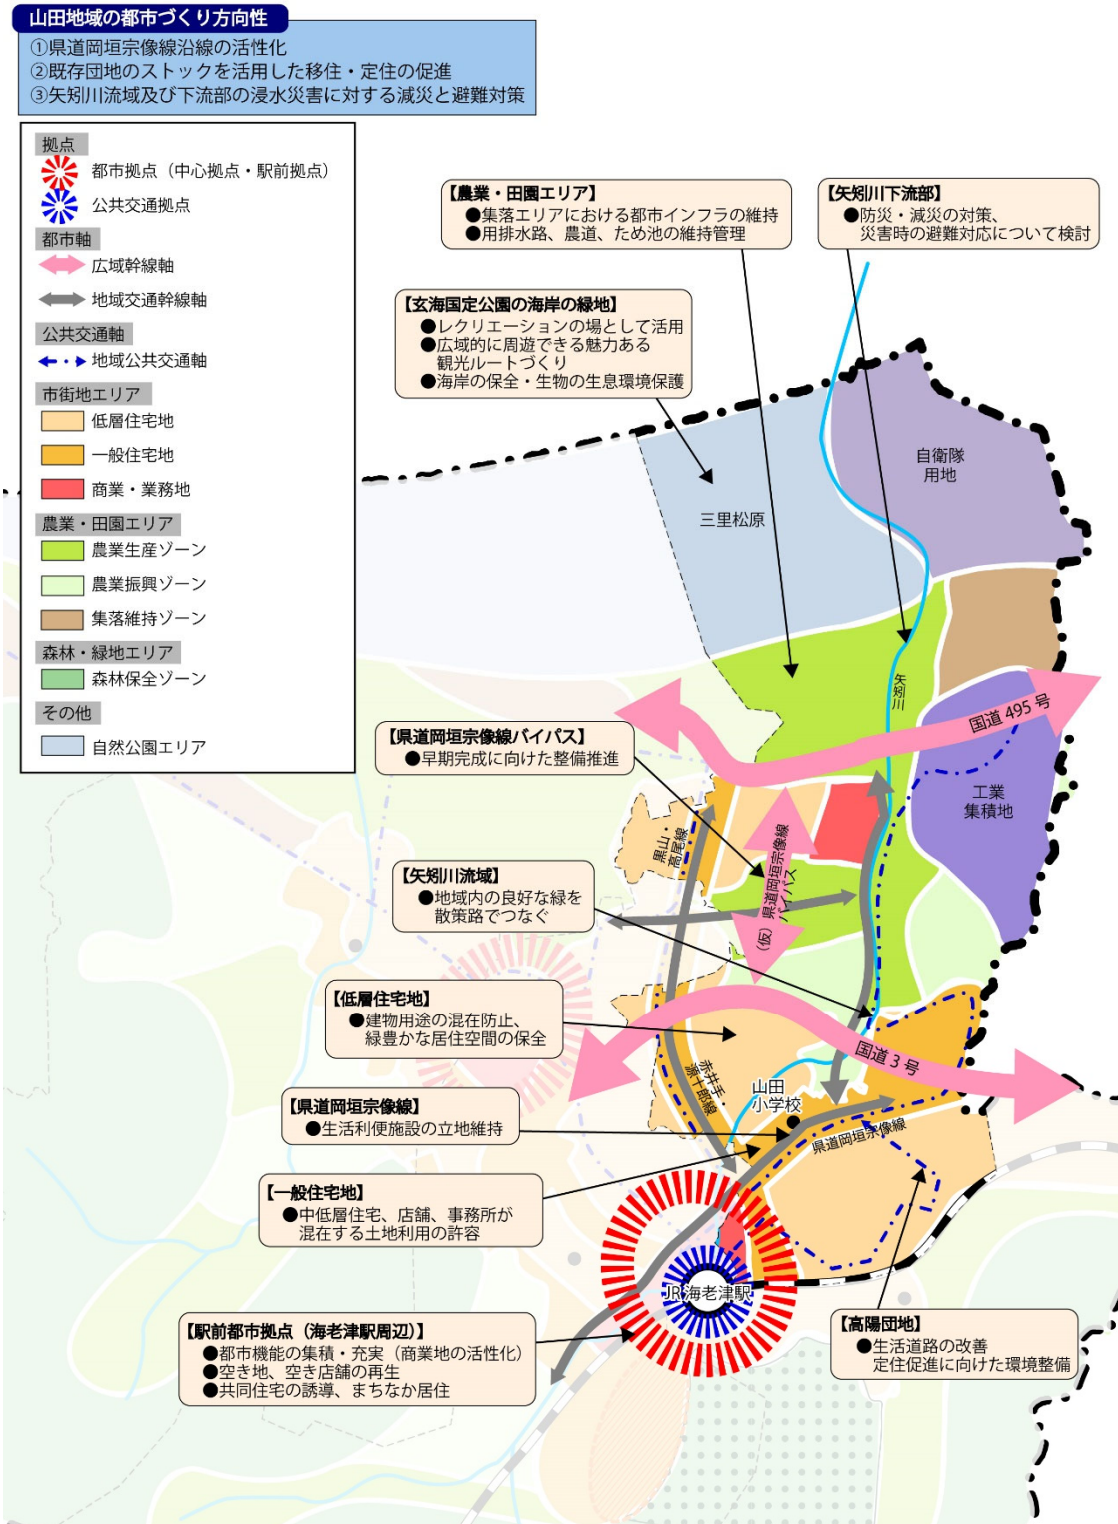 山田地域の都市づくり方向性
①県道岡垣宗像線沿線の活性化
②既存団地のストックを活用した移住・定住の促進
③矢矧川流域及び下流部の浸水災害に対する減災と避難対策
拠点
都市拠点（中心拠点・駅前拠点）
公共交通拠点
都市軸
広域幹線軸
地域交通幹線軸
公共交通軸
地域公共交通軸
市街地エリア
低層住宅地
一般住宅地
商業・業務地
農業・田園エリア
農業生産ゾーン
農業振興ゾーン
集落維持ゾーン
森林・緑地エリア
森林保全ゾーン
その他
自然公園エリア
【農業・田園エリア】
●集落エリアにおける都市インフラの維持
●用排水路、農道、ため池の維持管理
【矢矧川下流部】
●防災・減災の対策、
災害時の避難対応について検討
【玄海国定公園の海岸の緑地】
●レクリエーションの場として活用
●広域的に周遊できる魅力ある
観光ルートづくり
●海岸の保全・生物の生息環境保護
自衛隊
用地
三里松原
矢矧川
国道 495 号
【県道岡垣宗像線バイパス】
●早期完成に向けた整備推進
工業
集積地
黒山・
高尾線
（仮）県道岡垣宗像線
バイパス
【矢矧川流域】
●地域内の良好な緑を
散策路でつなぐ
【低層住宅地】
●建物用途の混在防止、
緑豊かな居住空間の保全
国道 3 号
赤井手・
源十郎線
山田
小学校
【県道岡垣宗像線】
●生活利便施設の立地維持
県道岡垣宗像線
【一般住宅地】
●中低層住宅、店舗、事務所が
混在する土地利用の許容
JR 海老津駅
【駅前都市拠点（海老津駅周辺）】
●都市機能の集積・充実（商業地の活性化）
●空き地、空き店舗の再生
●共同住宅の誘導、まちなか居住
【高陽団地】
●生活道路の改善
定住促進に向けた環境整備